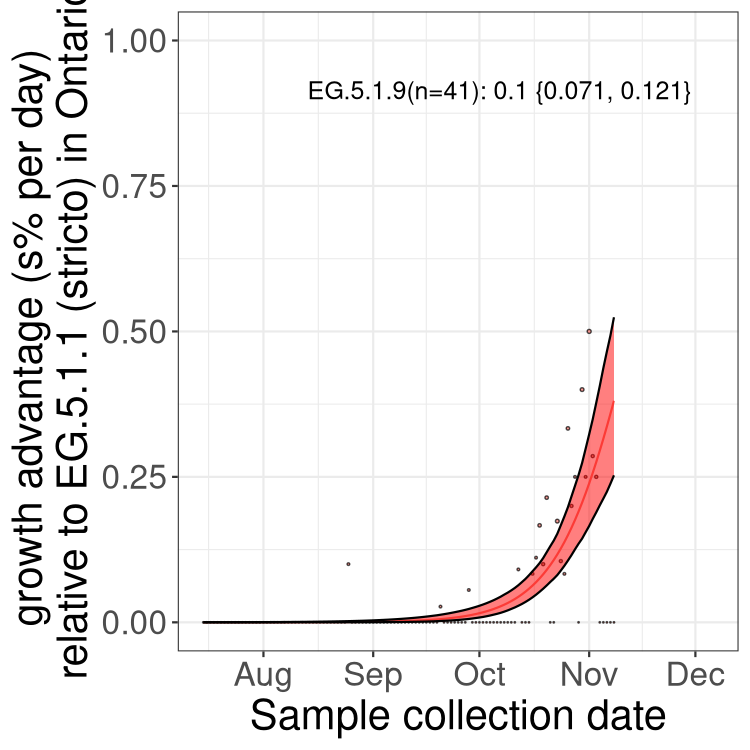 growth advantage (s% per day)
relative to EG.5.1.1 (stricto) in Ontario
1.00
0.75
0.50
0.25
0.00
EG.5.1.9(n=41): 0.1 {0.071, 0.121}
Aug Sep Oct Nov Dec
Sample collection date